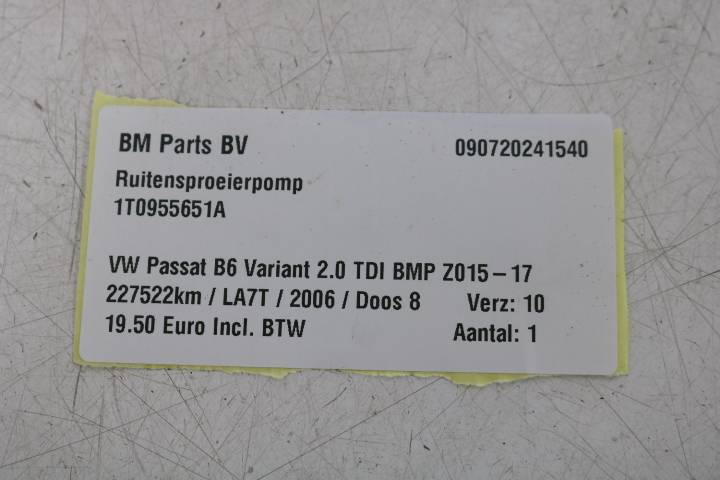 BM Parts BV 090720241540
Ruitensproeierpomp
1T0955651A
VW Passat B6 Variant 2.0 TDI BMP Z015-17
227522km / LA7T / 2006 / Doos 8 Verz: 10
19.50 Euro Incl. BTW Aantal: 1